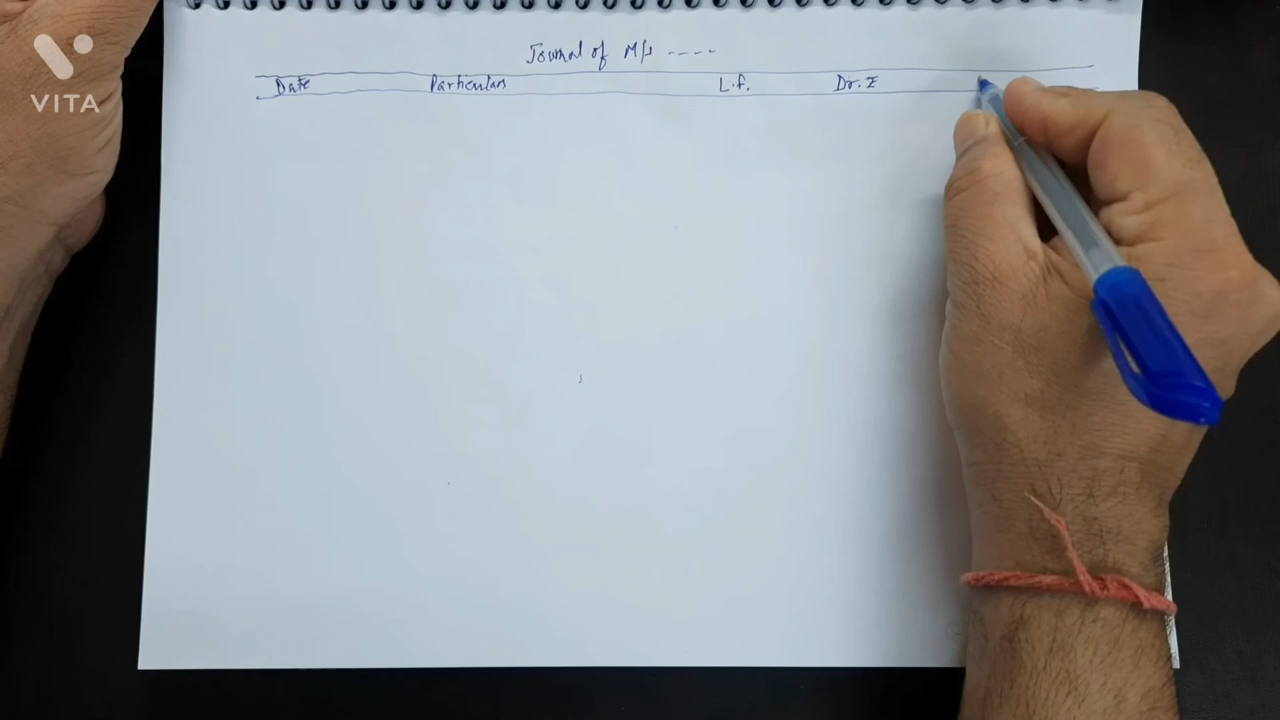 VITA
Journal of M/s ----
Date Particulars L.f. Dr. ₹